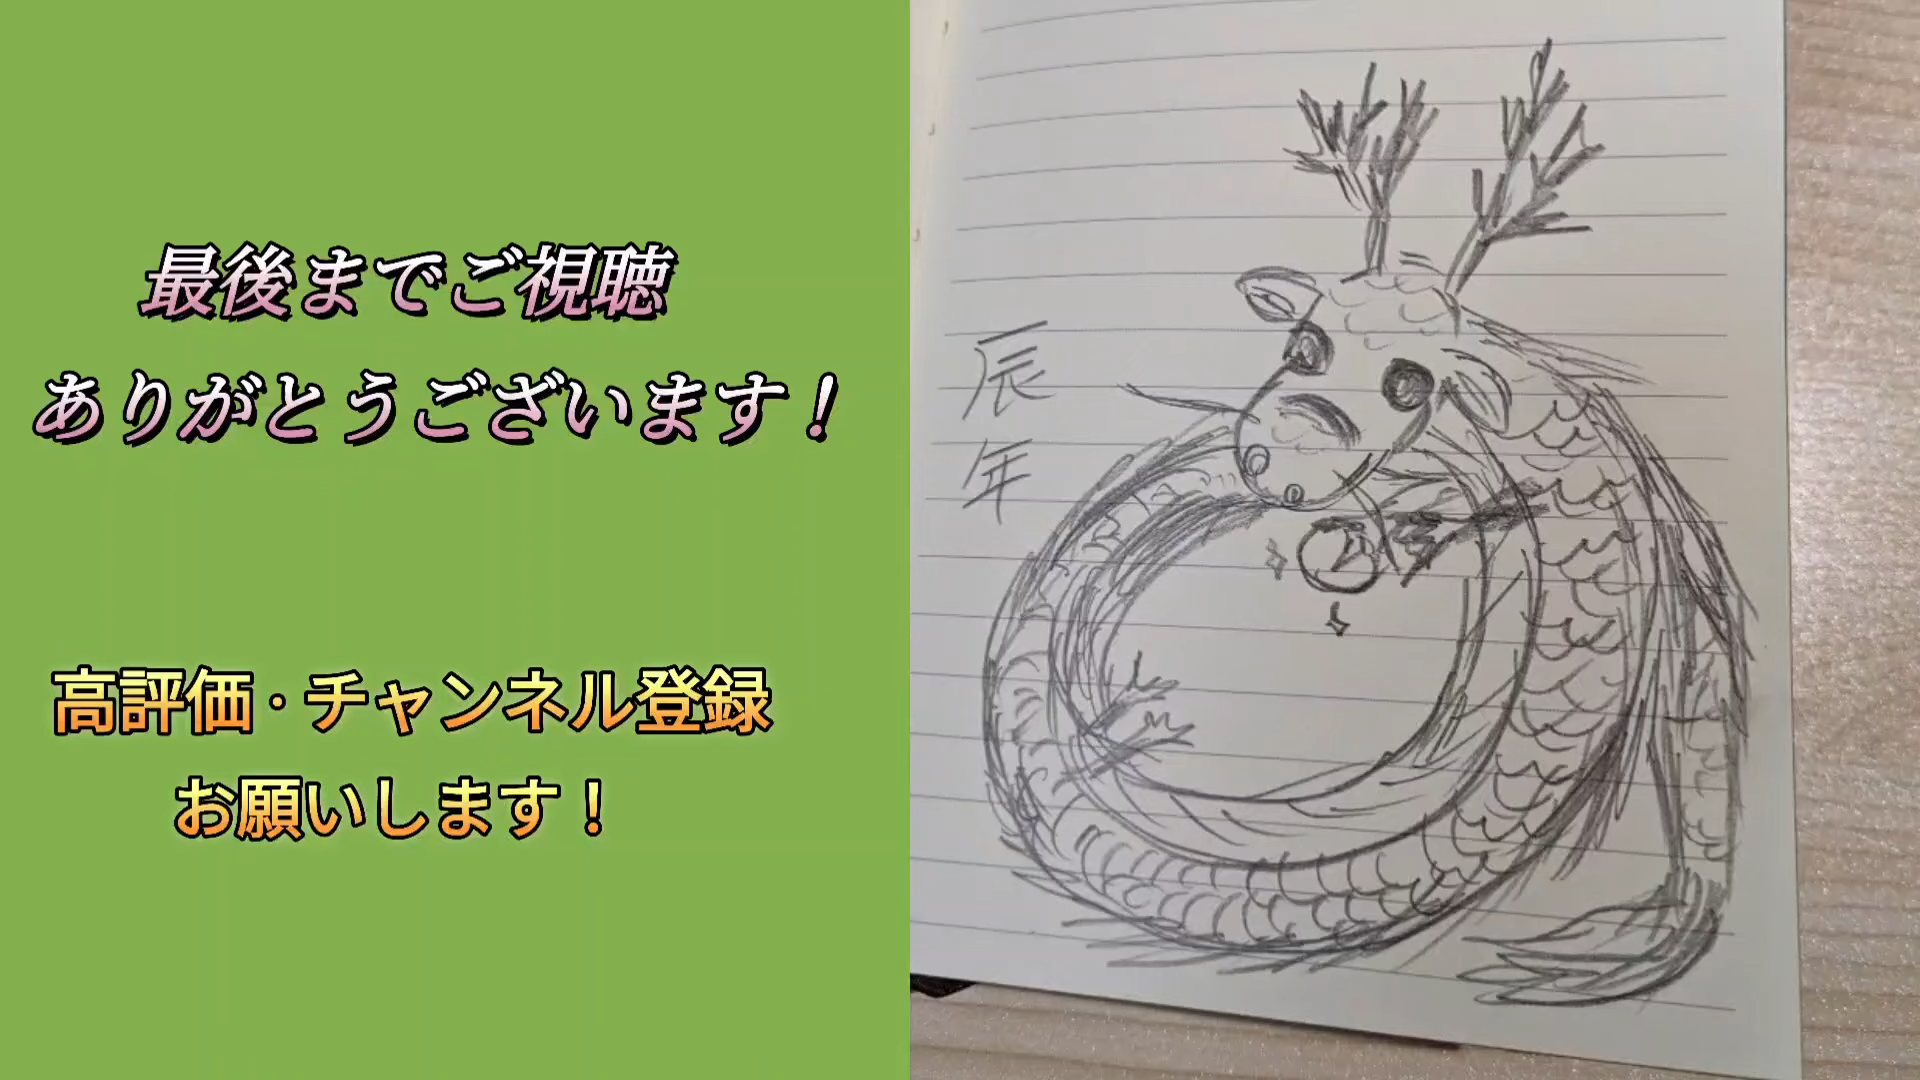 最後までご視聴
ありがとうございます！
高評価・チャンネル登録
お願いします！
辰年